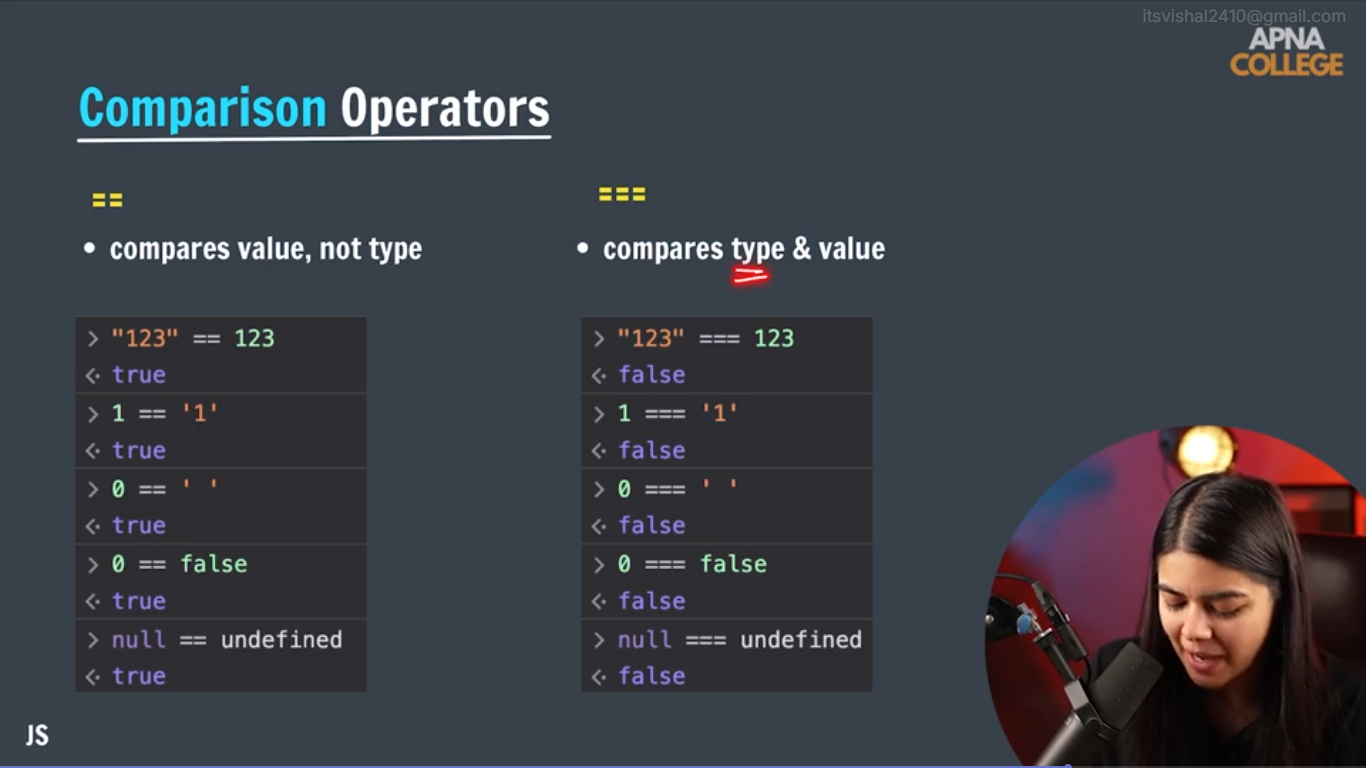 itsvishal2410@gmail.com
APNA
COLLEGE
Comparison Operators
==
• compares value, not type
> "123" == 123
<· true
> 1 == '1'
<· true
> 0 == ' '
<· true
> 0 == false
<· true
> null == undefined
<· true
===
• compares type & value
> "123" === 123
<· false
> 1 === '1'
<· false
> 0 === ' '
<· false
> 0 === false
<· false
> null === undefined
<· false
JS